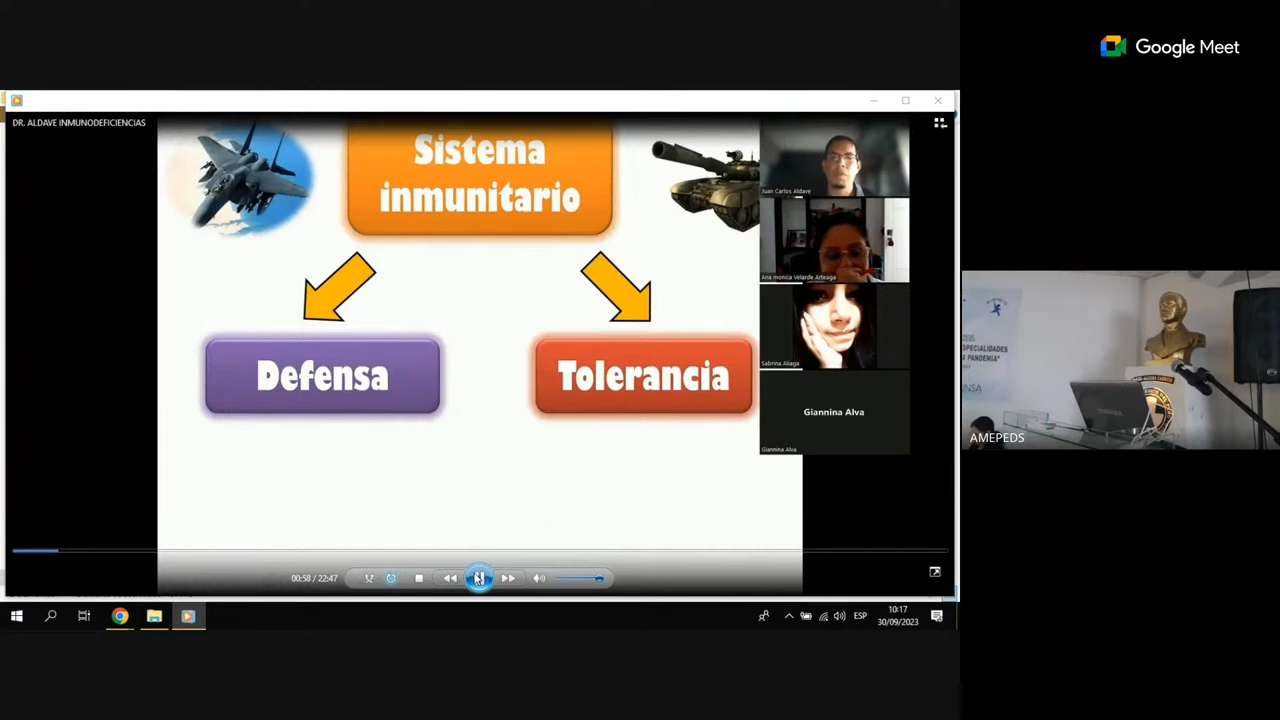 Google Meet
DR. ALDAVE INMUNODEFICIENCIAS
Sistema
inmunitario
Defensa
Tolerancia
Juan Carlos Aldave
Ana monica Velarde Arteaga
Sabrina Aliaga
Giannina Alva
Giannina Alva
ESPECIALIDADES
A PANDEMIA"
TOSHIBA
AMEPEDS
00:58 / 22:47
ESP
10:17
30/09/2023